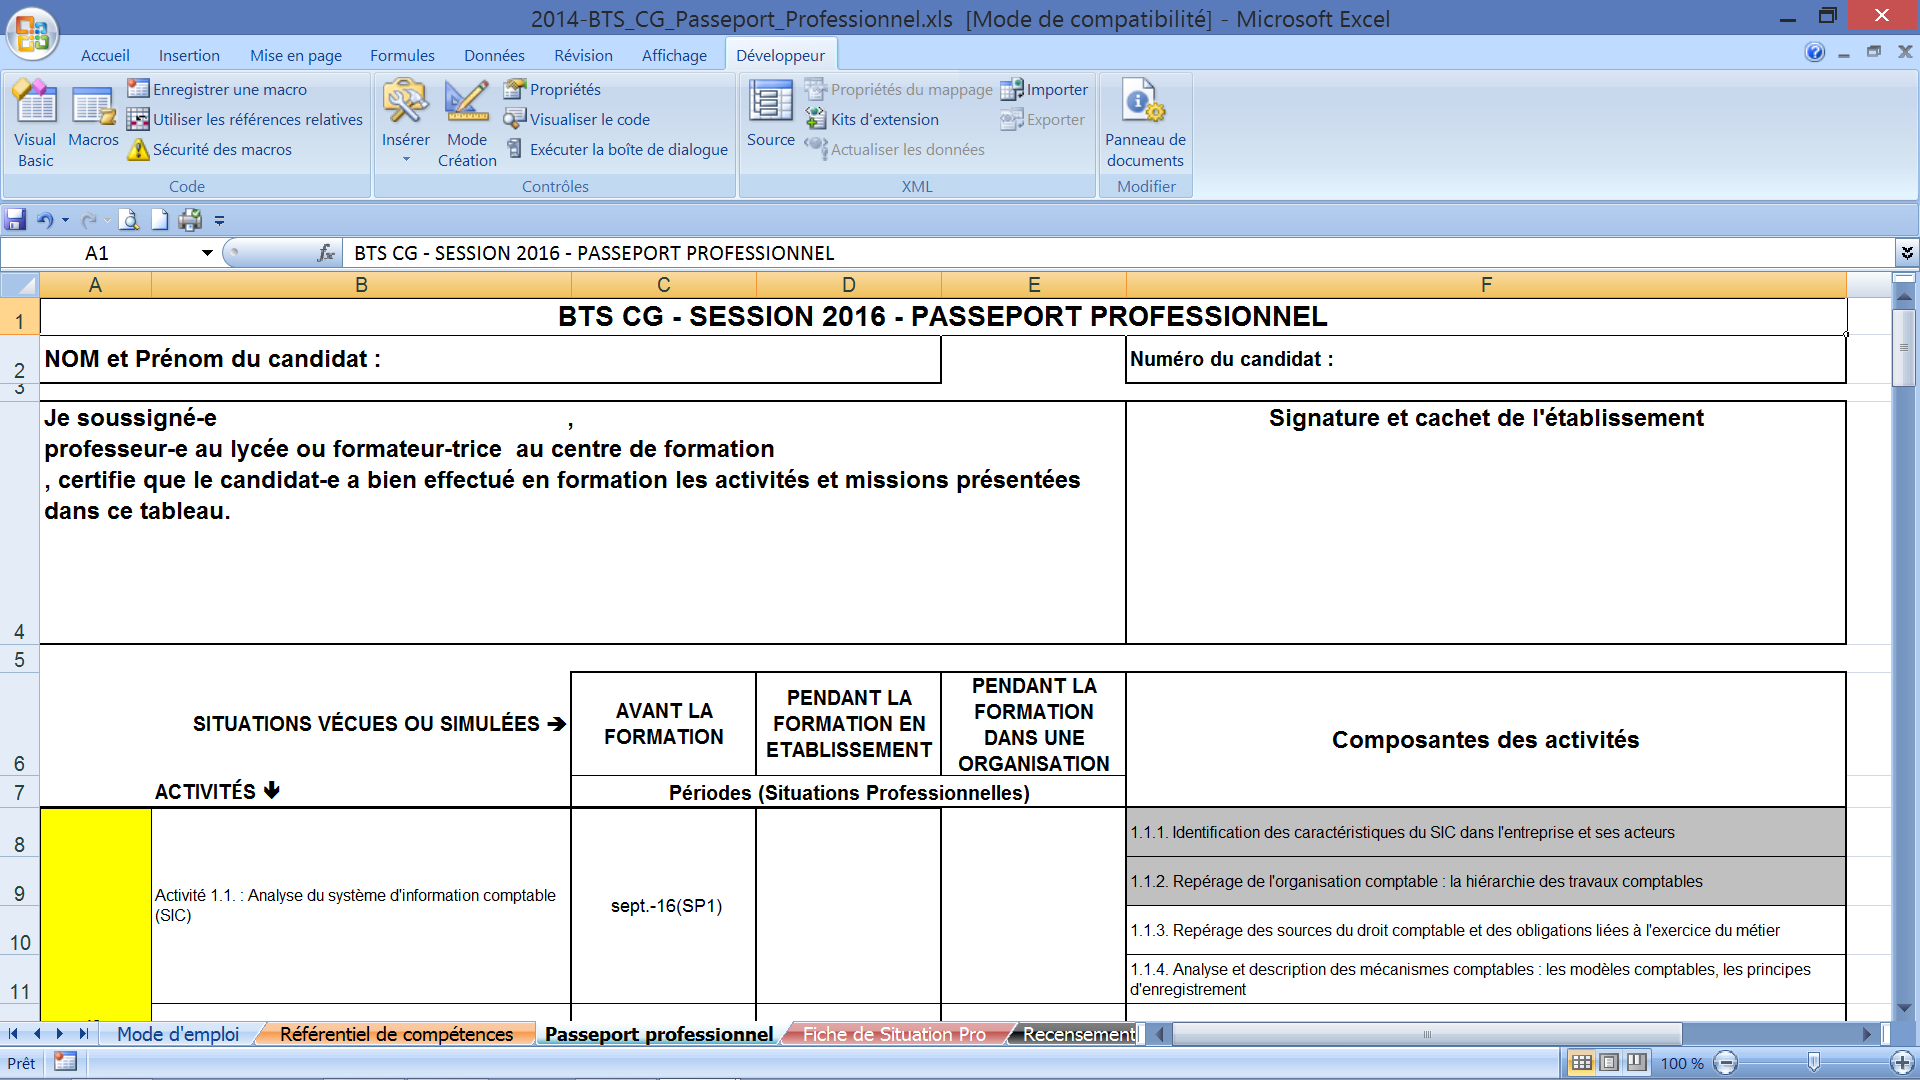 2014-BTS_CG_Passeport_Professionnel.xls [Mode de compatibilité] - Microsoft Excel
Accueil Insertion Mise en page Formules Données Révision Affichage Développeur
Visual Basic
Macros
Enregistrer une macro
Utiliser les références relatives
Sécurité des macros
Code
Insérer
Mode Création
Propriétés
Visualiser le code
Exécuter la boîte de dialogue
Contrôles
Source
Propriétés du mappage
Kits d'extension
Actualiser les données
Importer
Exporter
XML
Panneau de documents
Modifier
A1 fx BTS CG - SESSION 2016 - PASSEPORT PROFESSIONNEL
A B C D E F
1 BTS CG - SESSION 2016 - PASSEPORT PROFESSIONNEL
2 NOM et Prénom du candidat : Numéro du candidat :
3
Je soussigné-e ,
professeur-e au lycée ou formateur-trice au centre de formation
, certifie que le candidat-e a bien effectué en formation les activités et missions présentées
dans ce tableau.
Signature et cachet de l'établissement
4
5
SITUATIONS VÉCUES OU SIMULÉES ➔
AVANT LA
FORMATION
PENDANT LA
FORMATION EN
ETABLISSEMENT
PENDANT LA
FORMATION
DANS UNE
ORGANISATION
Composantes des activités
6
7 ACTIVITÉS 🡻 Périodes (Situations Professionnelles)
8 1.1.1. Identification des caractéristiques du SIC dans l'entreprise et ses acteurs
9 1.1.2. Repérage de l'organisation comptable : la hiérarchie des travaux comptables
Activité 1.1. : Analyse du système d'information comptable
(SIC)
sept.-16(SP1)
10 1.1.3. Repérage des sources du droit comptable et des obligations liées à l'exercice du métier
11 1.1.4. Analyse et description des mécanismes comptables : les modèles comptables, les principes
d'enregistrement
Mode d'emploi Référentiel de compétences Passeport professionnel Fiche de Situation Pro Recensement
Prêt 100 %